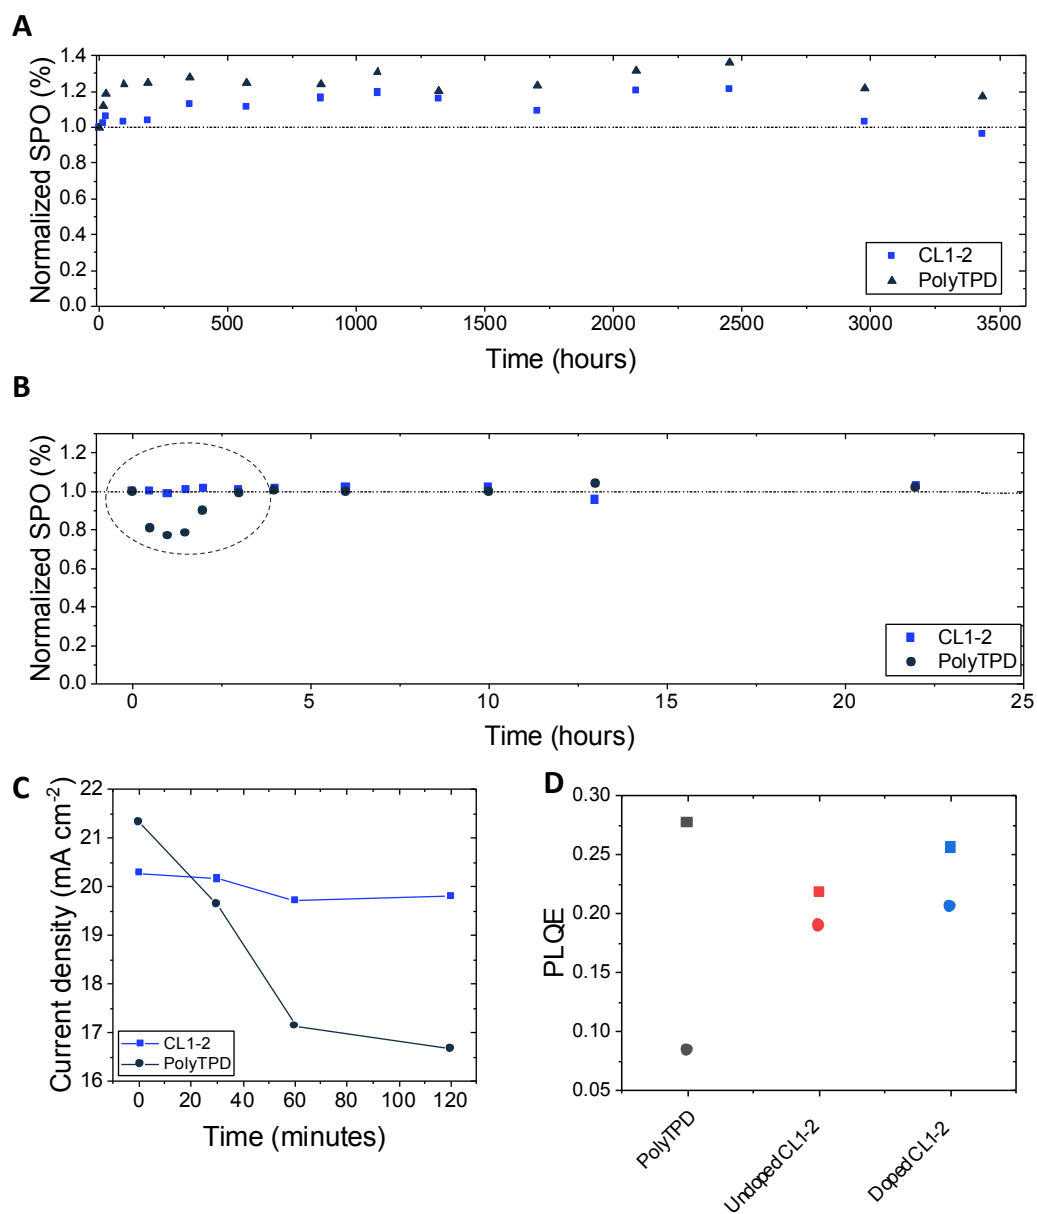 A
Normalized SPO (%)
1.4
1.2
1.0
0.8
0.6
0.4
0.2
0.0
CL1-2
PolyTPD
0 500 1000 1500 2000 2500 3000 3500
Time (hours)
B
Normalized SPO (%)
1.2
1.0
0.8
0.6
0.4
0.2
0.0
CL1-2
PolyTPD
0 5 10 15 20 25
Time (hours)
C
Current density (mA cm-2)
22
21
20
19
18
17
16
CL1-2
PolyTPD
0 20 40 60 80 100 120
Time (minutes)
D
PLQE
0.30
0.25
0.20
0.15
0.10
0.05
PolyTPD
Undoped CL1-2
Doped CL1-2